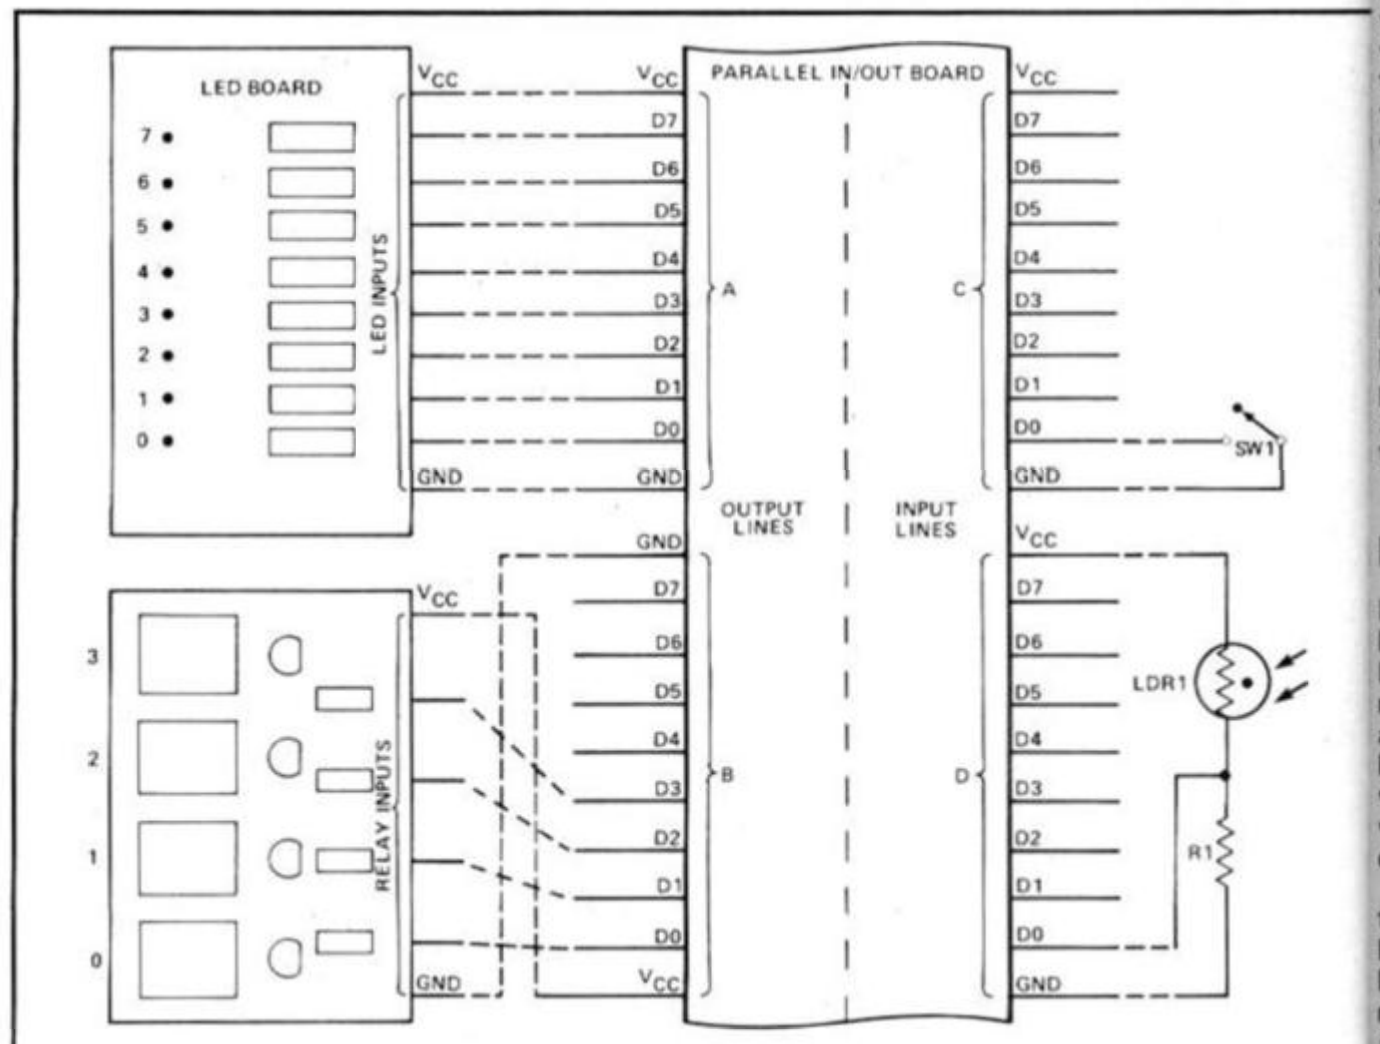 LED BOARD
7
6
5
4
3
2
1
0
LED INPUTS
VCC
GND
VCC
D7
D6
D5
D4
D3
D2
D1
D0
GND
PARALLEL IN/OUT BOARD
A
C
OUTPUT
LINES
INPUT
LINES
VCC
D7
D6
D5
D4
D3
D2
D1
D0
GND
SW1
3
2
1
0
RELAY INPUTS
VCC
GND
GND
D7
D6
D5
D4
D3
D2
D1
D0
VCC
B
D
VCC
D7
D6
D5
D4
D3
D2
D1
D0
GND
LDR1
R1